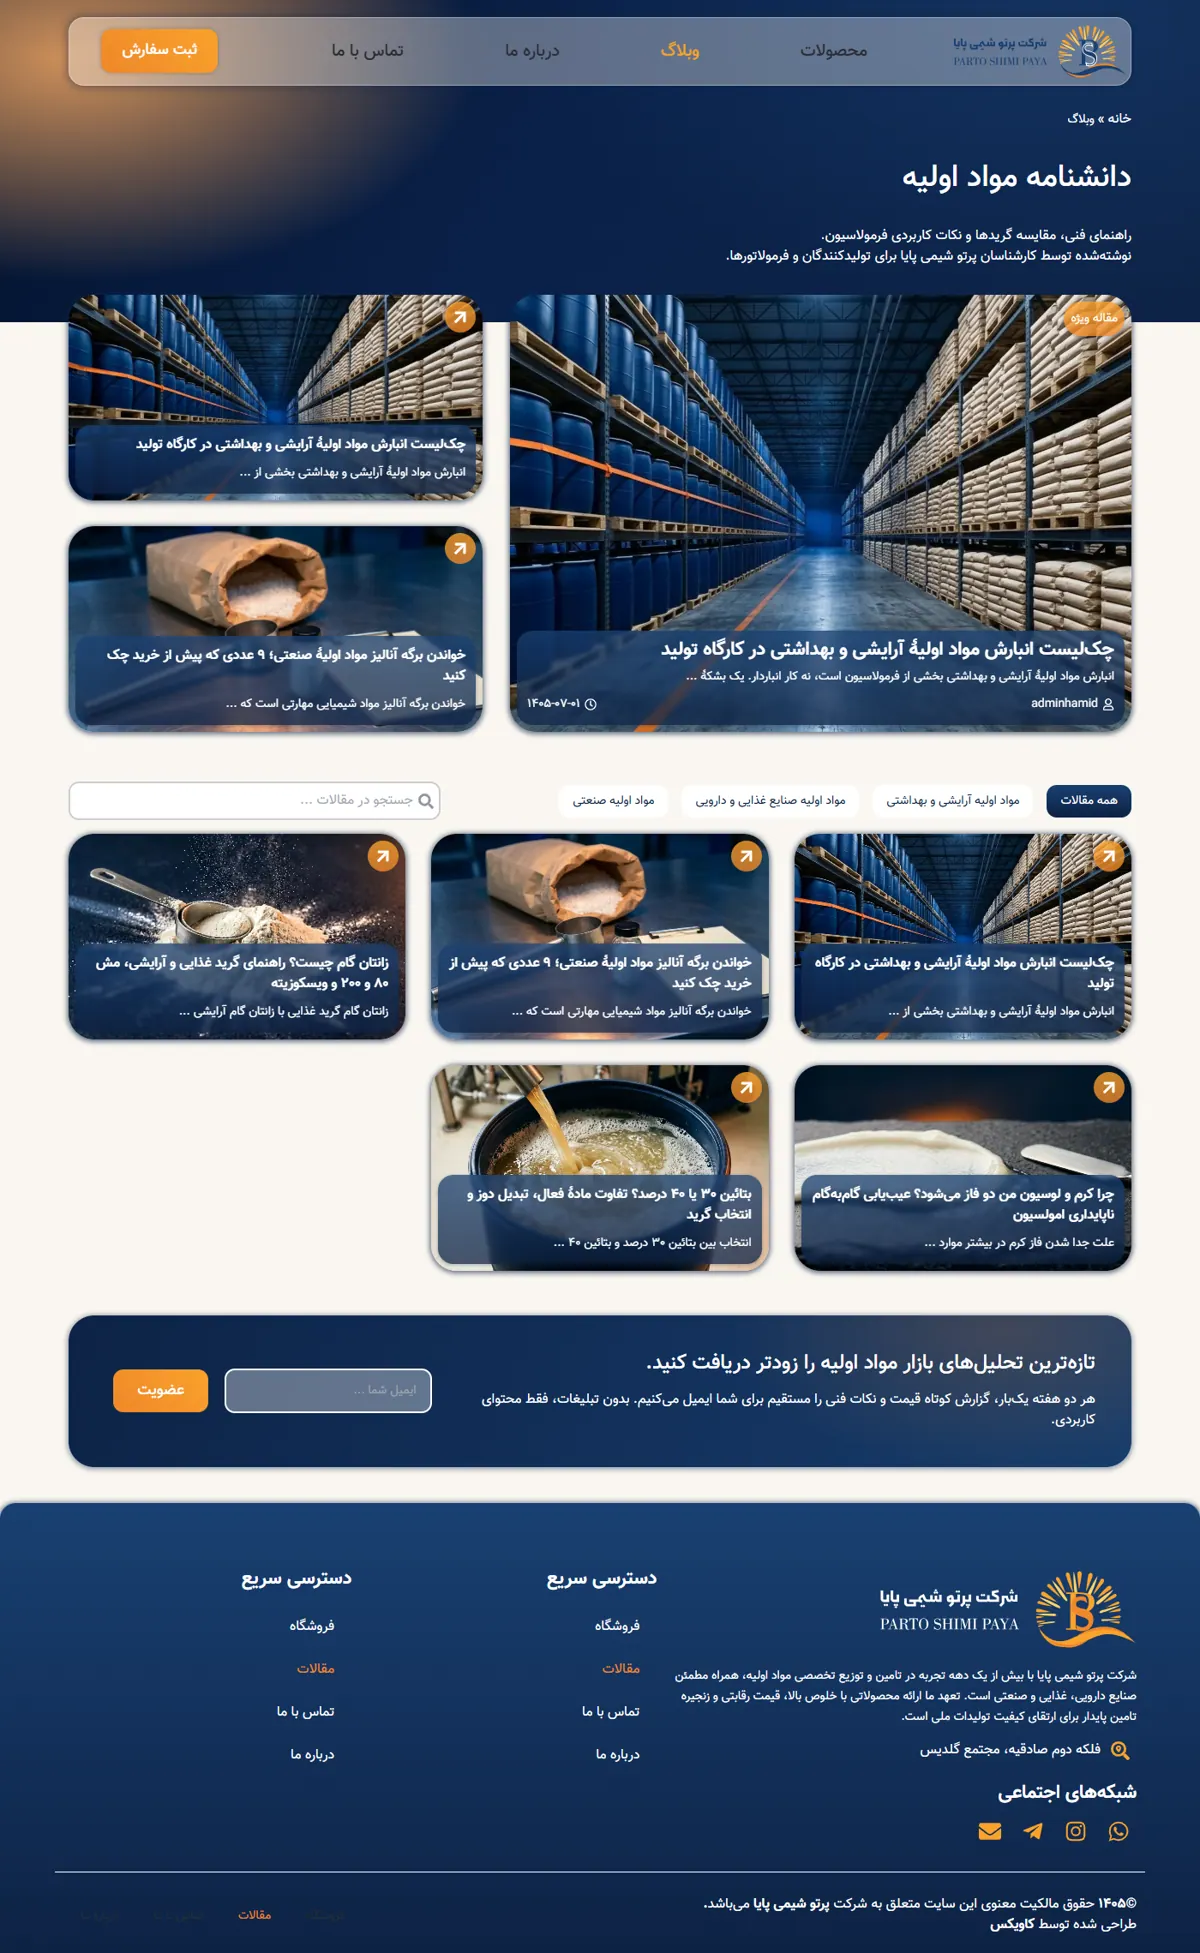 شرکت پرتو شیمی پایا
PARTO SHIMI PAYA
محصولات
وبلاگ
درباره ما
تماس با ما
ثبت سفارش
خانه » وبلاگ
دانشنامه مواد اولیه
راهنمای فنی، مقایسه گریدها و نکات کاربردی فرمولاسیون.
نوشته‌شده توسط کارشناسان پرتو شیمی پایا برای تولیدکنندگان و فرمولاتورها.
مقاله ویژه
چک‌لیست انبارش مواد اولیهٔ آرایشی و بهداشتی در کارگاه تولید
انبارش مواد اولیهٔ آرایشی و بهداشتی بخشی از فرمولاسیون است، نه کار انباردار. یک بشکهٔ ...
adminhamid
۱۴۰۵-۰۷-۰۱
چک‌لیست انبارش مواد اولیهٔ آرایشی و بهداشتی در کارگاه تولید
انبارش مواد اولیهٔ آرایشی و بهداشتی بخشی از ...
خواندن برگه آنالیز مواد اولیهٔ صنعتی؛ ۹ عددی که پیش از خرید چک
کنید
خواندن برگه آنالیز مواد شیمیایی مهارتی است که ...
همه مقالات
مواد اولیه آرایشی و بهداشتی
مواد اولیه صنایع غذایی و دارویی
مواد اولیه صنعتی
جستجو در مقالات ...
چک‌لیست انبارش مواد اولیهٔ آرایشی و بهداشتی در کارگاه
تولید
انبارش مواد اولیهٔ آرایشی و بهداشتی بخشی از ...
خواندن برگه آنالیز مواد اولیهٔ صنعتی؛ ۹ عددی که پیش از
خرید چک کنید
خواندن برگه آنالیز مواد شیمیایی مهارتی است که ...
زانتان گام چیست؟ راهنمای گرید غذایی و آرایشی، مش
۸۰ و ۲۰۰ و ویسکوزیته
زانتان گام گرید غذایی با زانتان گام آرایشی ...
چرا کرم و لوسیون من دو فاز می‌شود؟ عیب‌یابی گام‌به‌گام
ناپایداری امولسیون
علت جدا شدن فاز کرم در بیشتر موارد ...
بتائین ۳۰ یا ۴۰ درصد؟ تفاوت مادهٔ فعال، تبدیل دوز و
انتخاب گرید
انتخاب بین بتائین ۳۰ درصد و بتائین ۴۰ ...
تازه‌ترین تحلیل‌های بازار مواد اولیه را زودتر دریافت کنید.
هر دو هفته یک‌بار، گزارش کوتاه قیمت و نکات فنی را مستقیم برای شما ایمیل می‌کنیم. بدون تبلیغات، فقط محتوای
کاربردی.
ایمیل شما ...
عضویت
شرکت پرتو شیمی پایا
PARTO SHIMI PAYA
شرکت پرتو شیمی پایا با بیش از یک دهه تجربه در تامین و توزیع تخصصی مواد اولیه، همراه مطمئن
صنایع دارویی، غذایی و صنعتی است. تعهد ما ارائه محصولاتی با خلوص بالا، قیمت رقابتی و زنجیره
تامین پایدار برای ارتقای کیفیت تولیدات ملی است.
فلکه دوم صادقیه، مجتمع گلدیس
شبکه‌های اجتماعی
دسترسی سریع
فروشگاه
مقالات
تماس با ما
درباره ما
دسترسی سریع
فروشگاه
مقالات
تماس با ما
درباره ما
©۱۴۰۵ حقوق مالکیت معنوی این سایت متعلق به شرکت پرتو شیمی پایا می‌باشد.
طراحی شده توسط کاویکس
فروشگاه
مقالات
تماس با ما
درباره ما